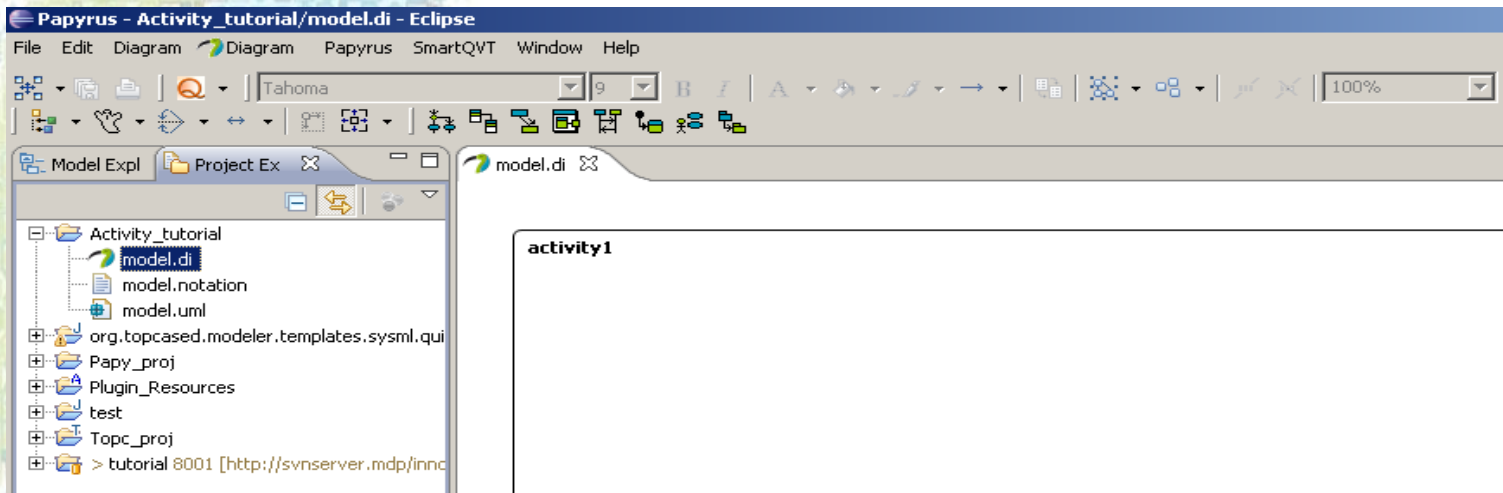 Papyrus - Activity_tutorial/model.di - Eclipse
File Edit Diagram Diagram Papyrus SmartQVT Window Help
Tahoma 9 B I A 100%
Model Expl Project Ex model.di
Activity_tutorial
model.di
model.notation
model.uml
org.topcased.modeler.templates.sysml.qui
Papy_proj
Plugin_Resources
test
Topc_proj
> tutorial 8001 [http://svnserver.mdp/inno
activity1